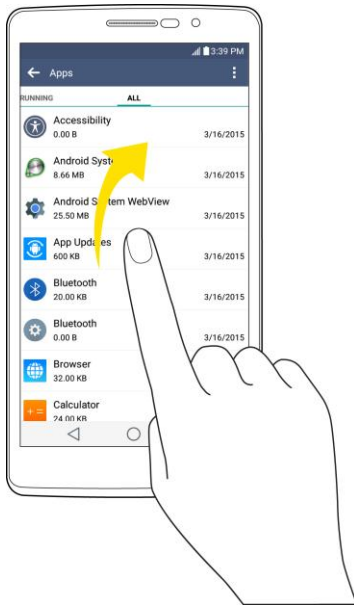 3:39 PM
Apps
RUNNING
ALL
Accessibility
0.00 B 3/16/2015
Android Syst
8.66 MB 3/16/2015
Android S tem WebView
25.50 MB 3/16/2015
App Updates
600 KB 3/16/2015
Bluetooth
20.00 KB 3/16/2015
Bluetooth
0.00 B 3/16/2015
Browser
32.00 KB
Calculator
24.00 KB